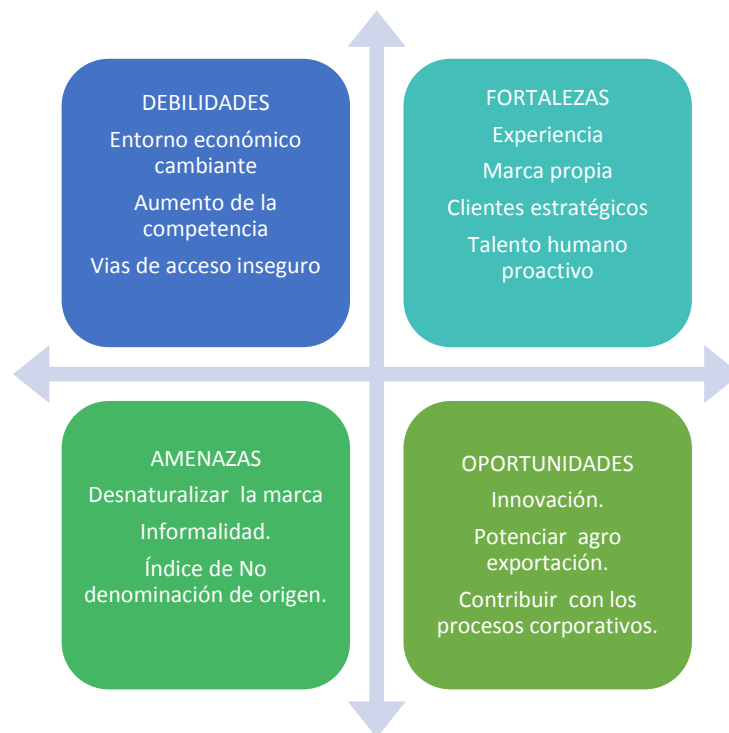 DEBILIDADES
Entorno económico
cambiante
Aumento de la
competencia
Vias de acceso inseguro
FORTALEZAS
Experiencia
Marca propia
Clientes estratégicos
Talento humano
proactivo
AMENAZAS
Desnaturalizar la marca
Informalidad.
Índice de No
denominación de origen.
OPORTUNIDADES
Innovación.
Potenciar agro
exportación.
Contribuir con los
procesos corporativos.